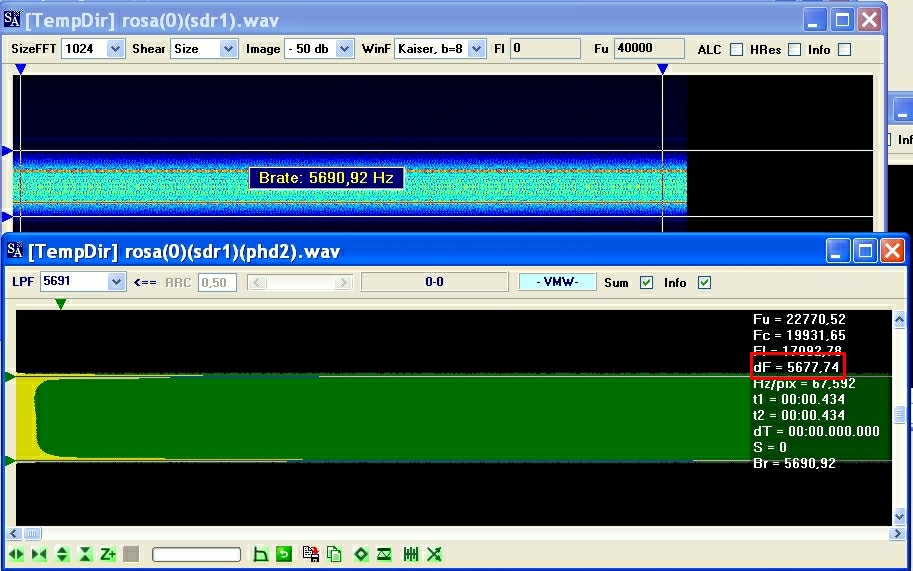 SA [TempDir] rosa(0)(sdr1).wav
SizeFFT 1024 Shear Size Image - 50 db WinF Kaiser, b=8 Fl 0 Fu 40000 ALC HRes Info
Inf
Brate: 5690,92 Hz
SA [TempDir] rosa(0)(sdr1)(phd2).wav
LPF 5691 <== RRC 0,50 0-0 - VMW- Sum Info
Fu = 22770,52
Fc = 19931,65
Fl = 17092,78
dF = 5677,74
Hz/pix = 67,592
t1 = 00:00.434
t2 = 00:00.434
dT = 00:00.000.000
S = 0
Br = 5690,92
Z+